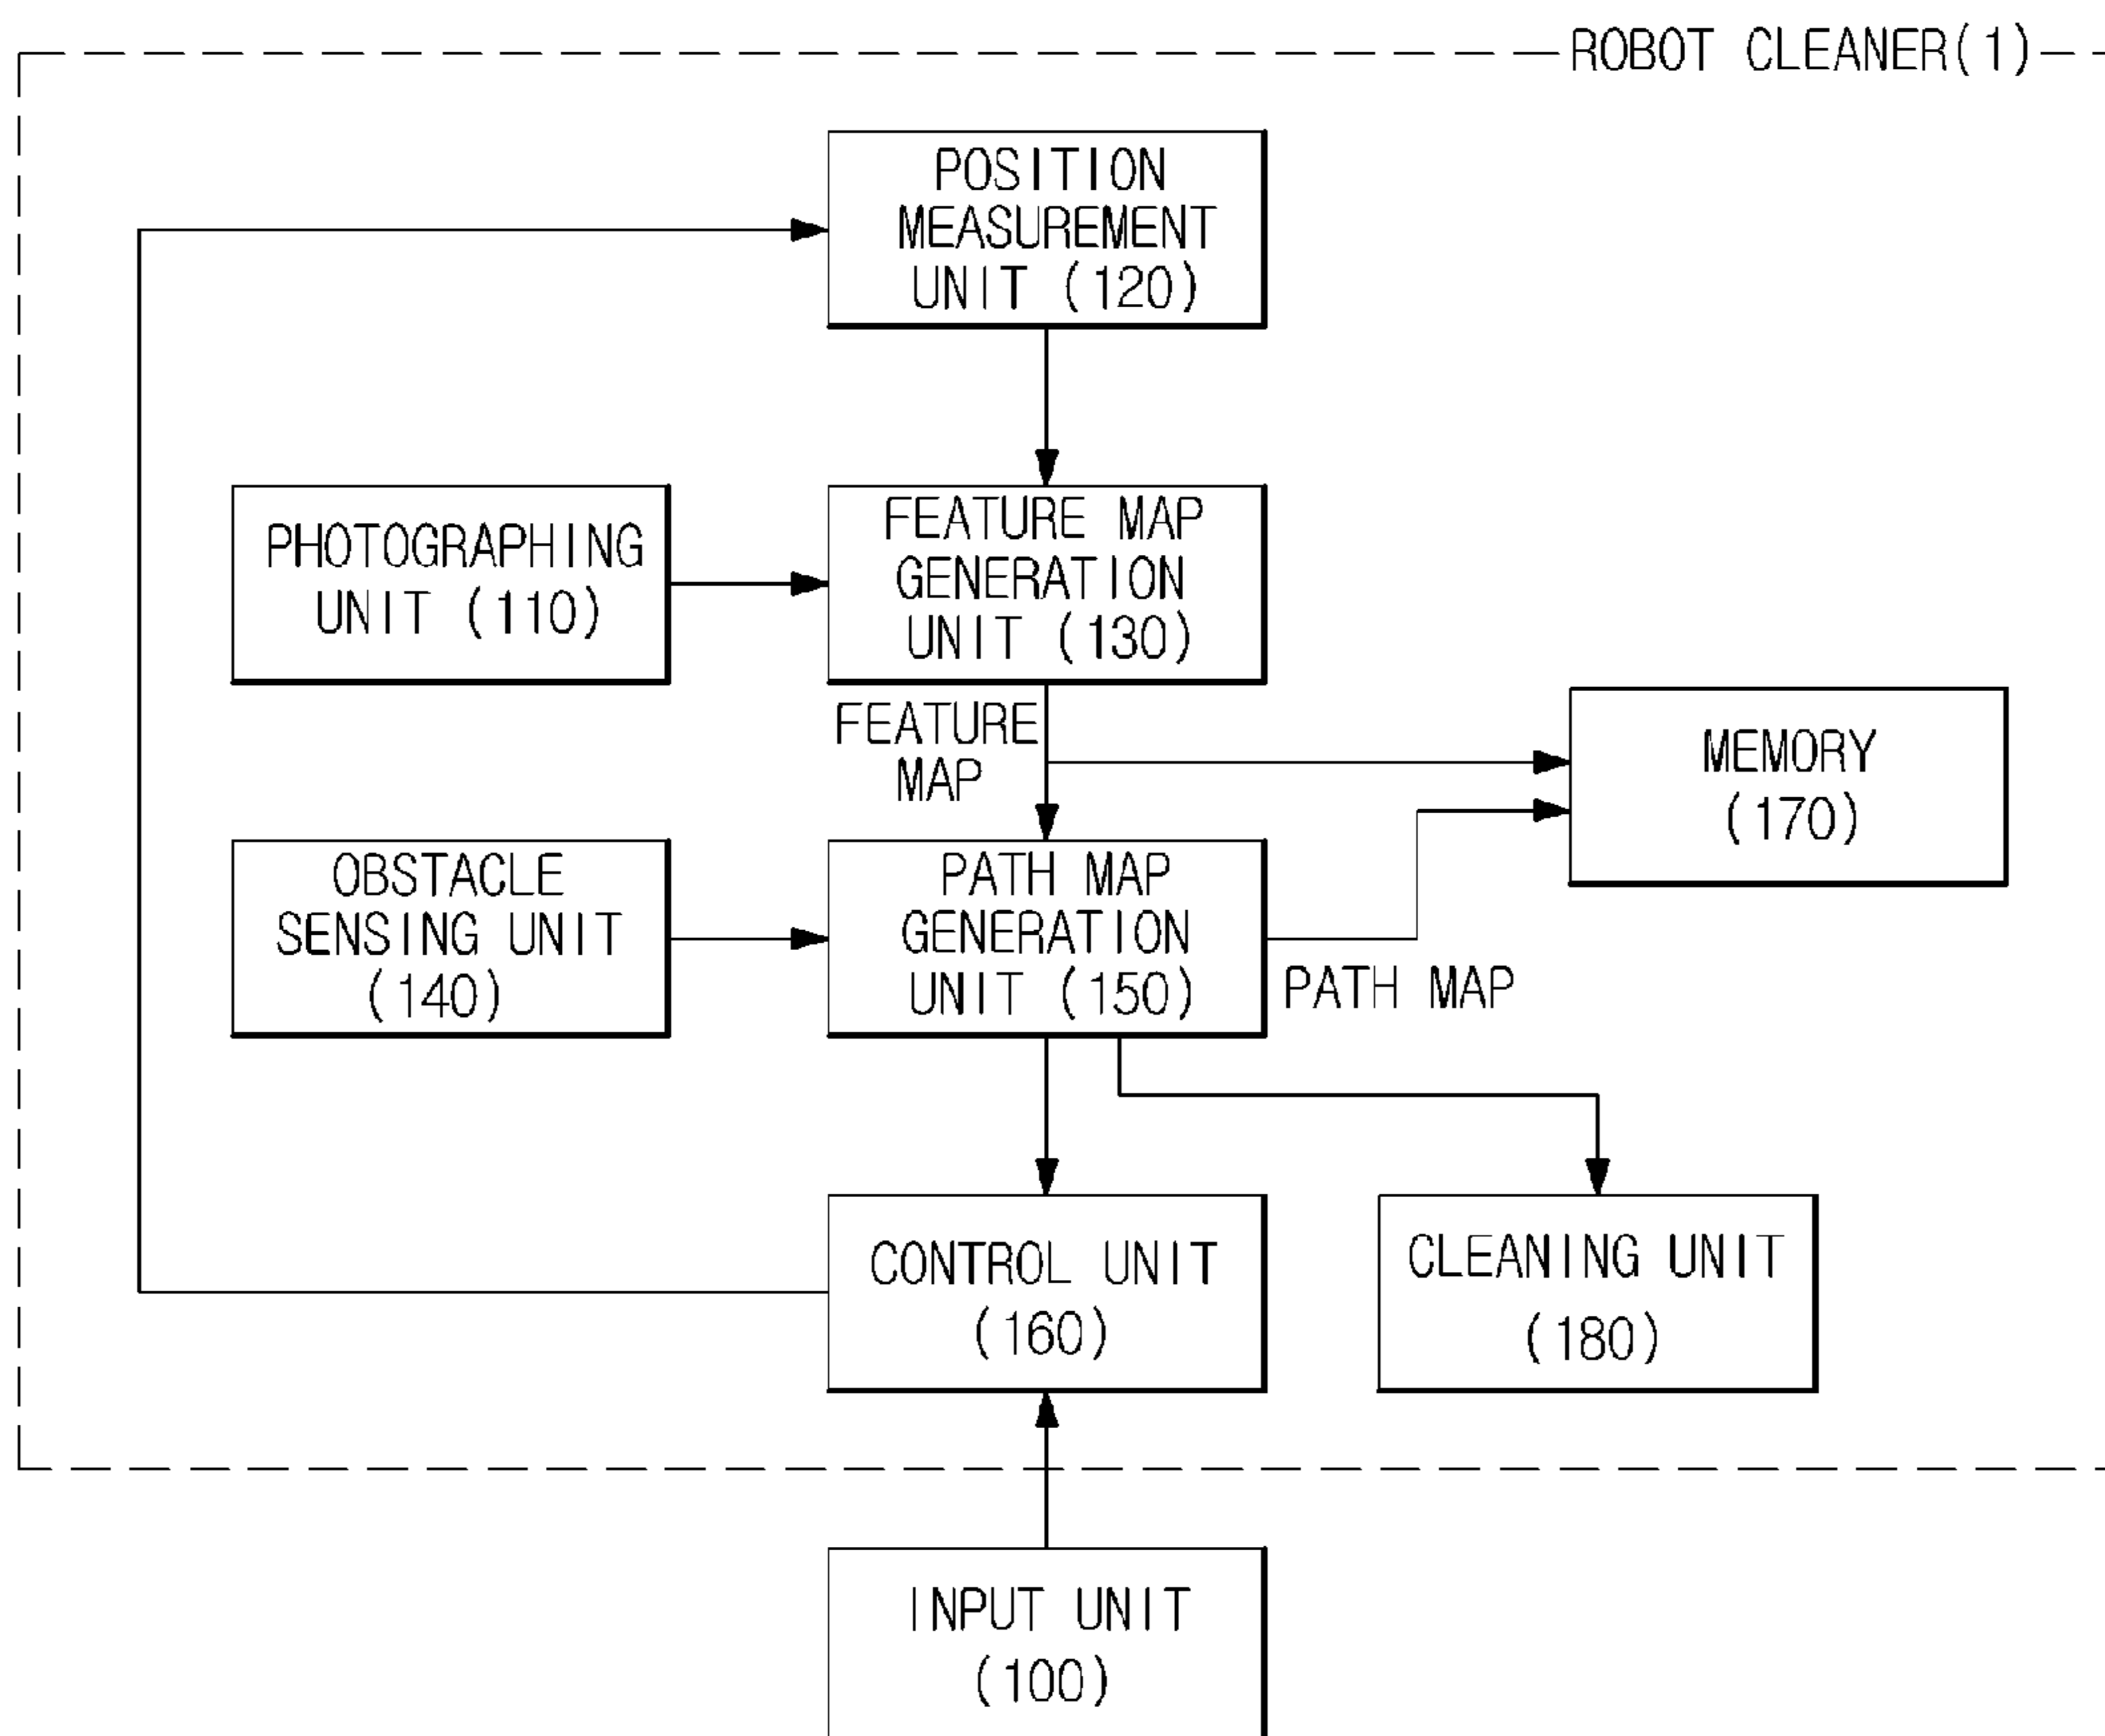 ROBOT CLEANER(1)
POSITION
MEASUREMENT
UNIT (120)
PHOTOGRAPHING
UNIT (110)
FEATURE MAP
GENERATION
UNIT (130)
FEATURE
MAP
MEMORY
(170)
OBSTACLE
SENSING UNIT
(140)
PATH MAP
GENERATION
UNIT (150)
PATH MAP
CONTROL UNIT
(160)
CLEANING UNIT
(180)
INPUT UNIT
(100)